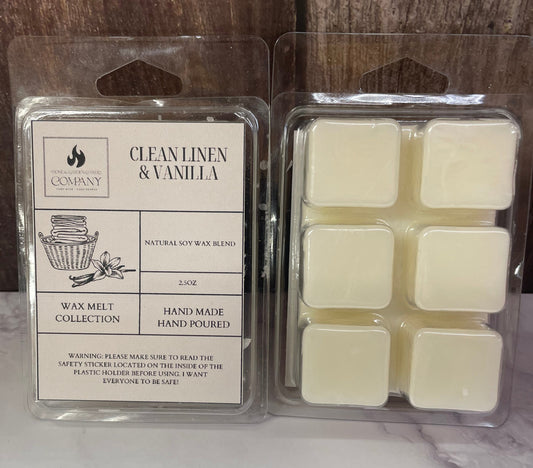 COMPANY
CLEAN LINEN
& VANILLA
NATURAL SOY WAX BLEND
2.5OZ
WAX MELT
COLLECTION
HAND MADE
HAND POURED
WARNING: PLEASE MAKE SURE TO READ THE
SAFETY STICKER LOCATED ON THE INSIDE OF THE
PLASTIC HOLDER BEFORE USING. I WANT
EVERYONE TO BE SAFE!